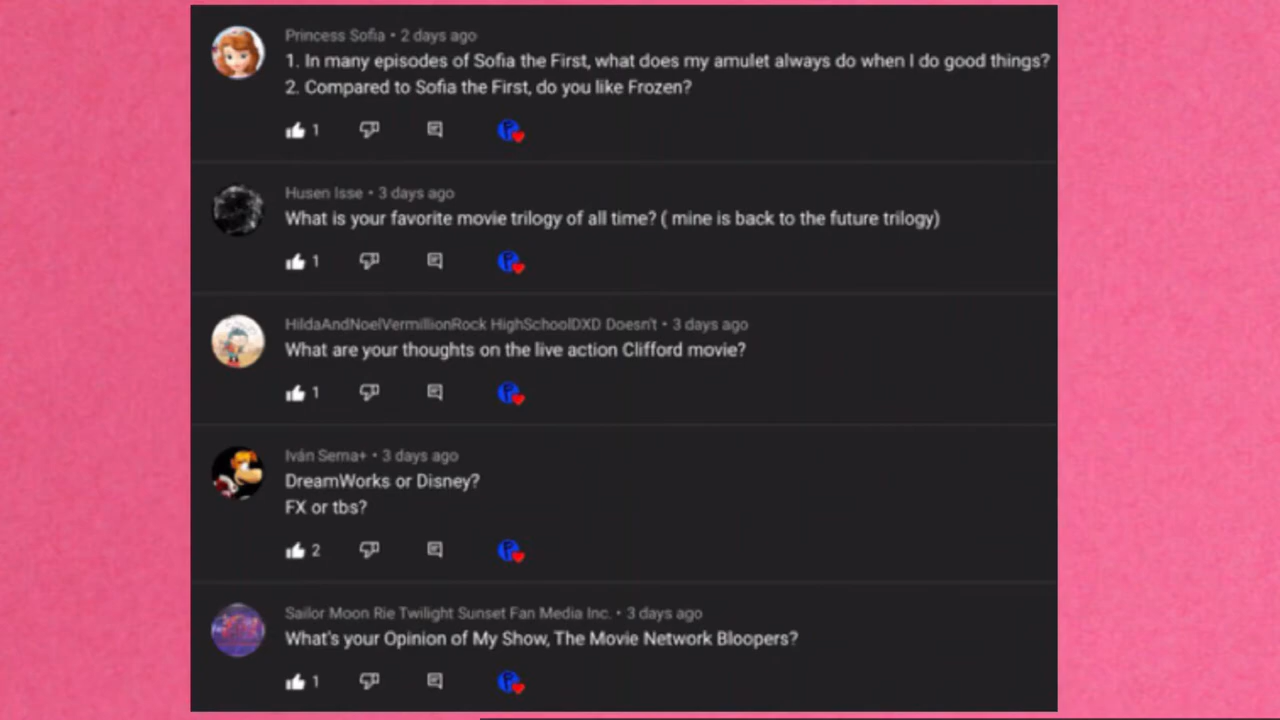 Princess Sofia • 2 days ago
1. In many episodes of Sofia the First, what does my amulet always do when I do good things?
2. Compared to Sofia the First, do you like Frozen?
1
Husen Isse • 3 days ago
What is your favorite movie trilogy of all time? ( mine is back to the future trilogy)
1
HildaAndNoelVermillionRock HighSchoolDXD Doesn't • 3 days ago
What are your thoughts on the live action Clifford movie?
1
Iván Serna+ • 3 days ago
DreamWorks or Disney?
FX or tbs?
2
Sailor Moon Rie Twilight Sunset Fan Media Inc. • 3 days ago
What's your Opinion of My Show, The Movie Network Bloopers?
1